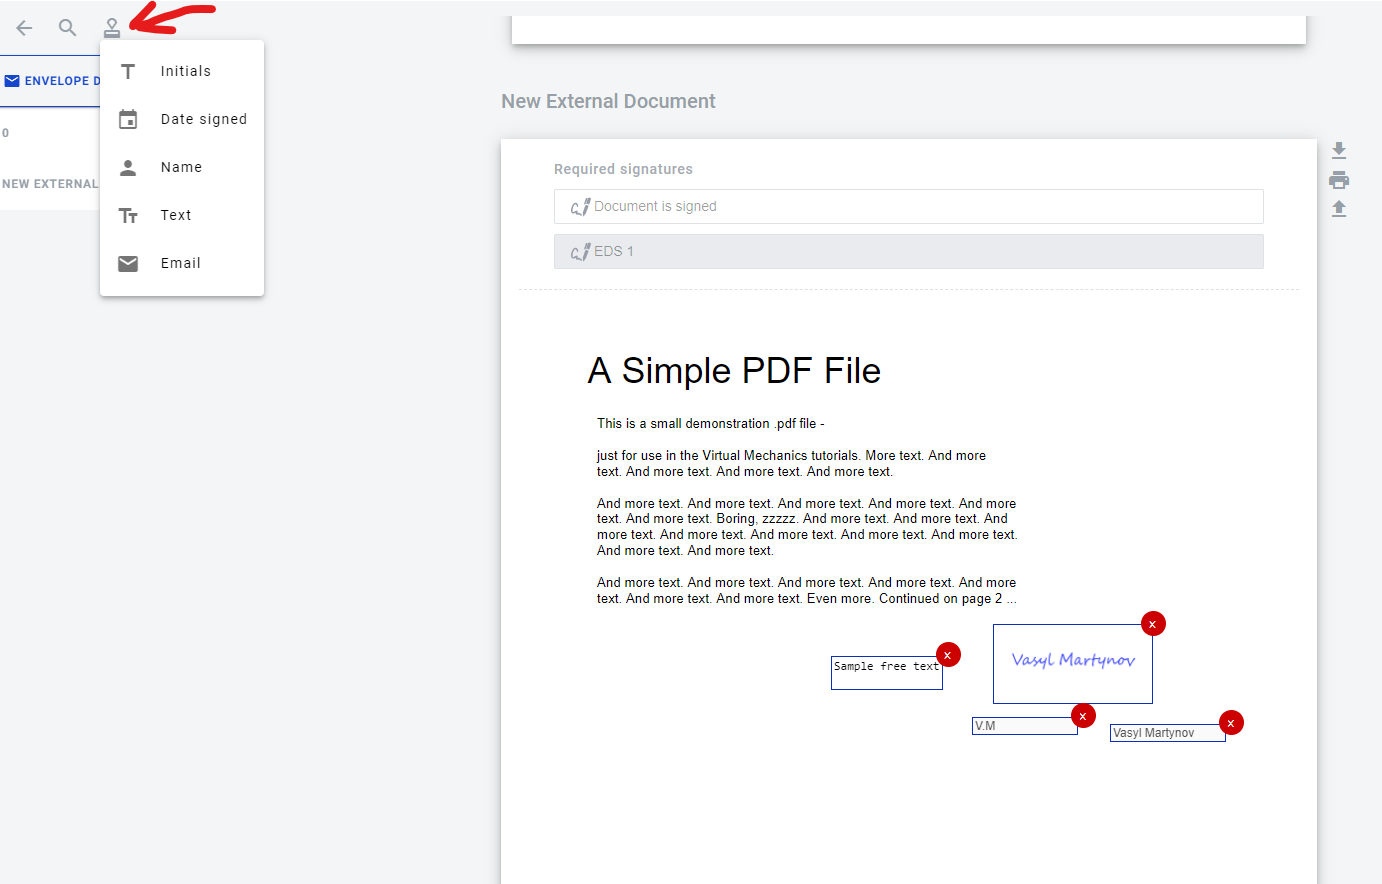 Initials
Date signed
Name
Text
Email
ENVELOPE D
0
NEW EXTERNAL
New External Document
Required signatures
Document is signed
EDS 1
A Simple PDF File
This is a small demonstration .pdf file -
just for use in the Virtual Mechanics tutorials. More text. And more
text. And more text. And more text. And more text.
And more text. And more text. And more text. And more text. And more
text. And more text. Boring, zzzzz. And more text. And more text. And
more text. And more text. And more text. And more text. And more text.
And more text. And more text.
And more text. And more text. And more text. And more text. And more
text. And more text. And more text. Even more. Continued on page 2 ...
x
Vasyl Martynov
x
Sample free text
x
V.M
x
Vasyl Martynov